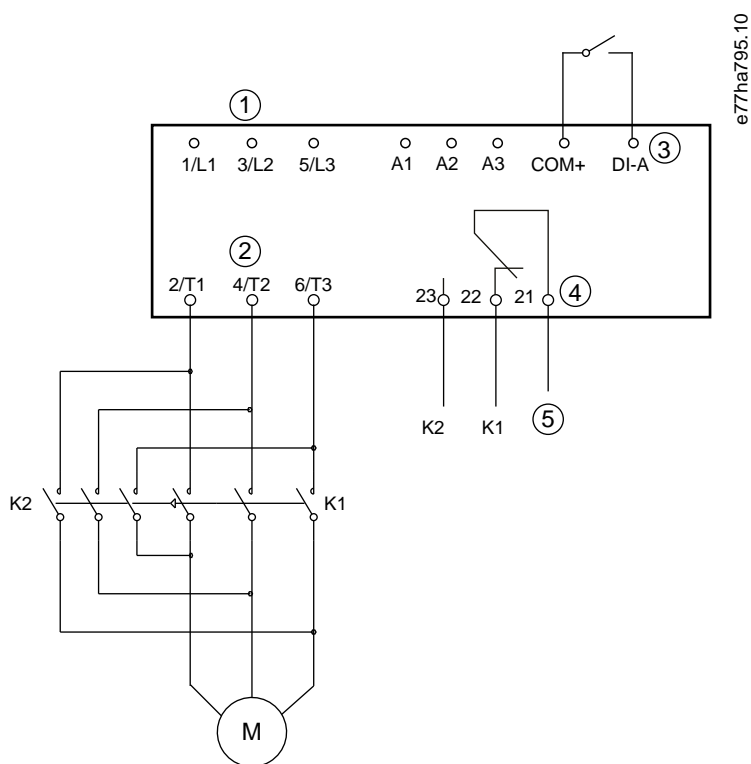 e77ha795.10
1
1/L1 3/L2 5/L3 A1 A2 A3 COM+ DI-A 3
2
2/T1 4/T2 6/T3
23 22 21 4
K2 K1 5
K2 K1
M